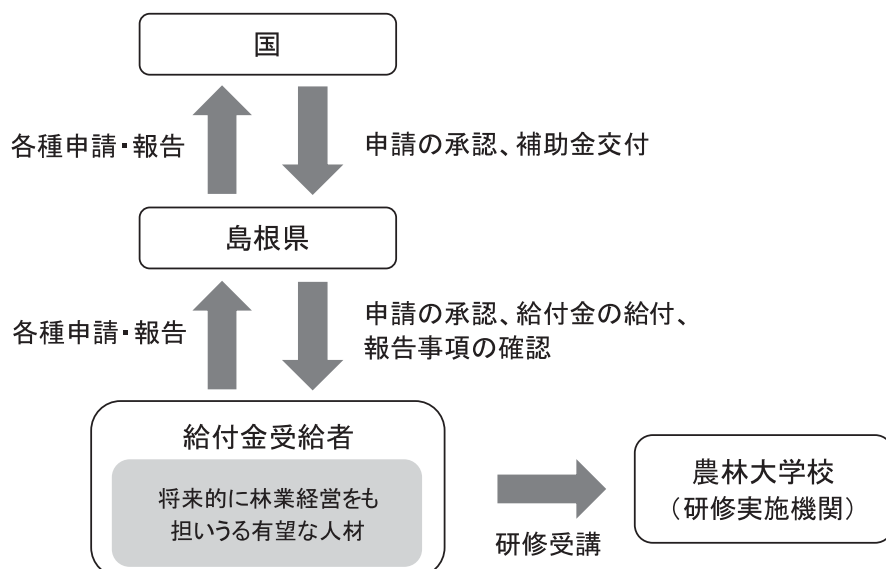 国
各種申請・報告
申請の承認、補助金交付
島根県
各種申請・報告
申請の承認、給付金の給付、
報告事項の確認
給付金受給者
将来的に林業経営をも
担いうる有望な人材
研修受講
農林大学校
（研修実施機関）